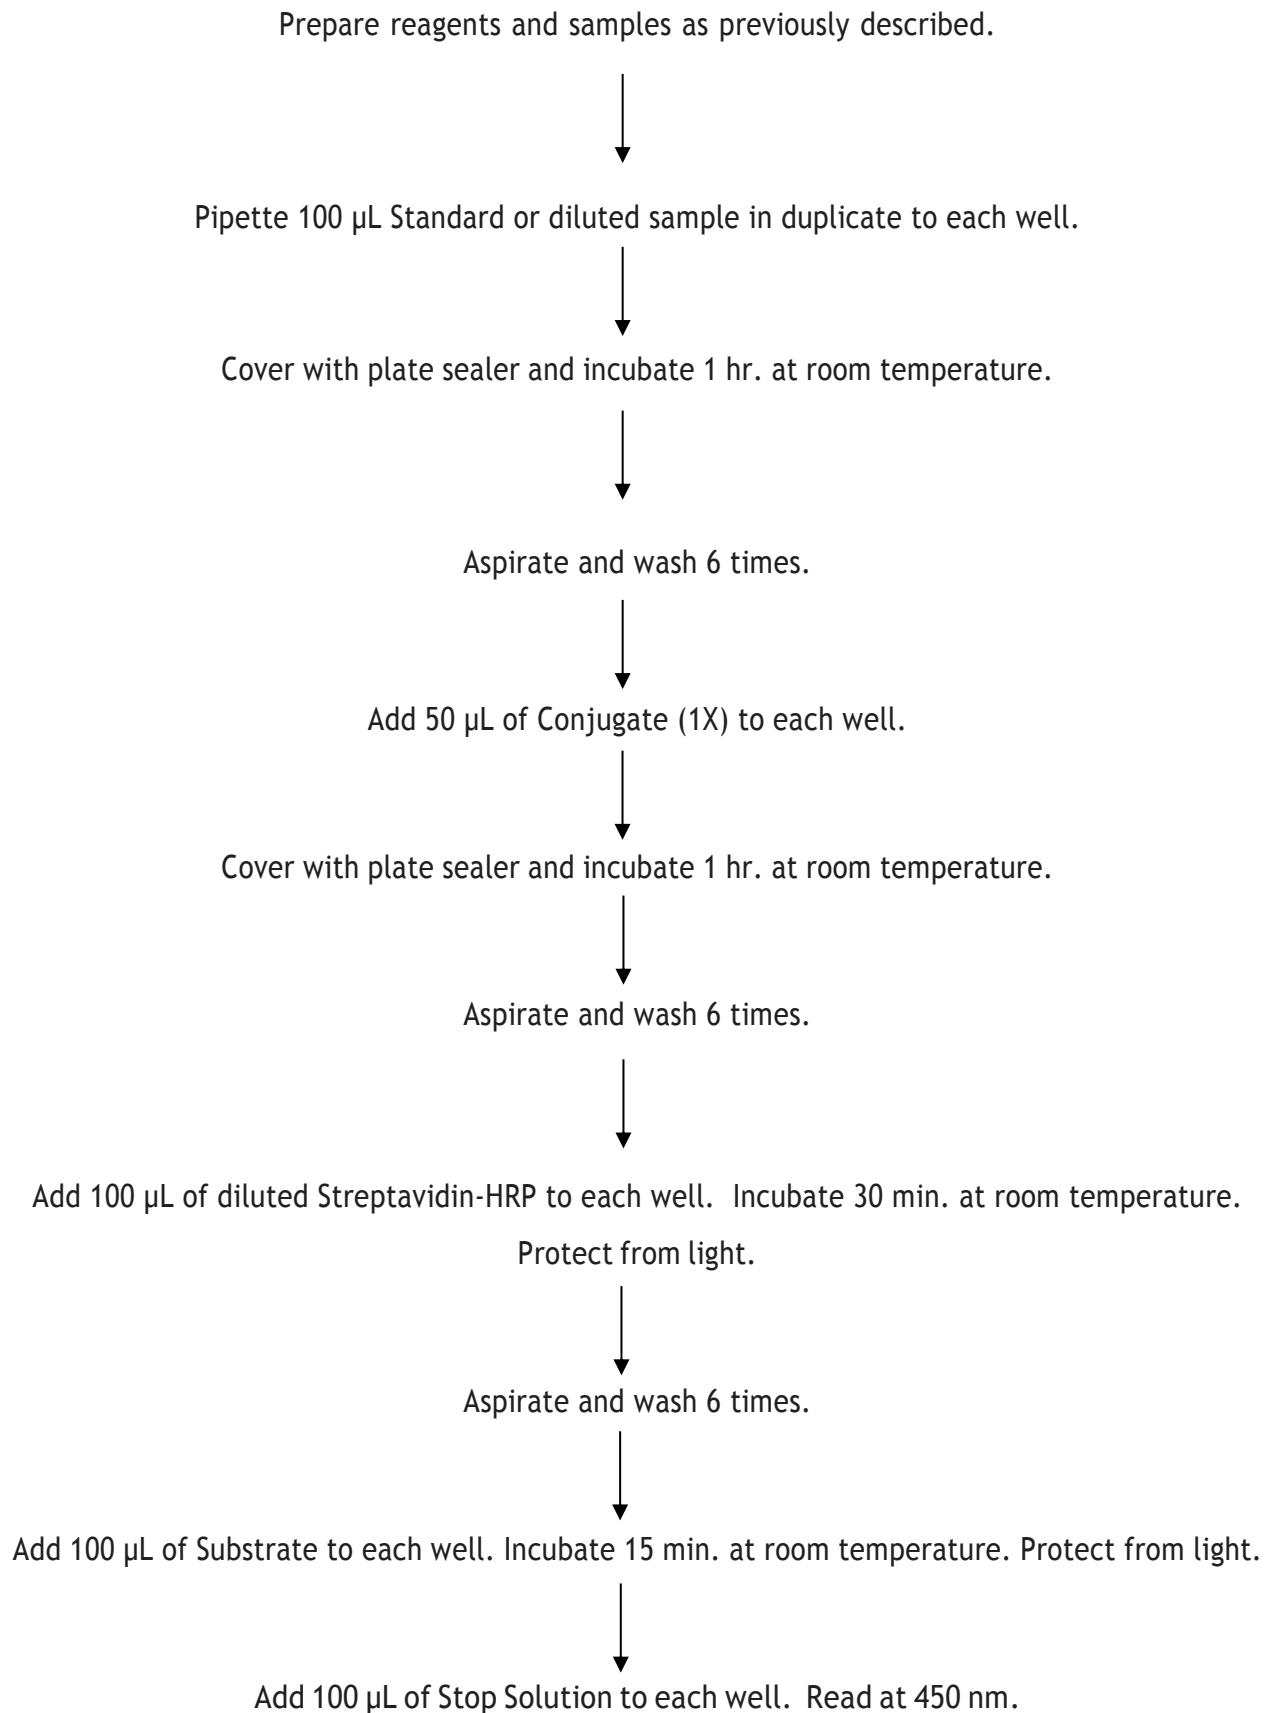 Prepare reagents and samples as previously described.
Pipette 100 µL Standard or diluted sample in duplicate to each well.
Cover with plate sealer and incubate 1 hr. at room temperature.
Aspirate and wash 6 times.
Add 50 µL of Conjugate (1X) to each well.
Cover with plate sealer and incubate 1 hr. at room temperature.
Aspirate and wash 6 times.
Add 100 µL of diluted Streptavidin-HRP to each well.  Incubate 30 min. at room temperature.
Protect from light.
Aspirate and wash 6 times.
Add 100 µL of Substrate to each well. Incubate 15 min. at room temperature. Protect from light.
Add 100 µL of Stop Solution to each well.  Read at 450 nm.